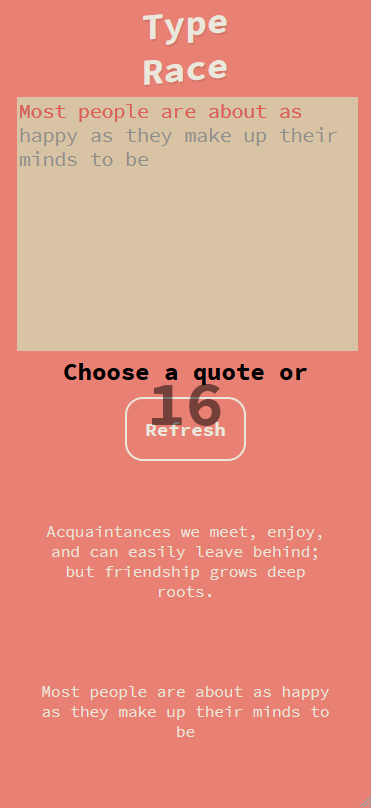 Type
Race
Most people are about as
happy as they make up their
minds to be
Choose a quote or
16
Refresh
Acquaintances we meet, enjoy,
and can easily leave behind;
but friendship grows deep
roots.
Most people are about as happy
as they make up their minds to
be